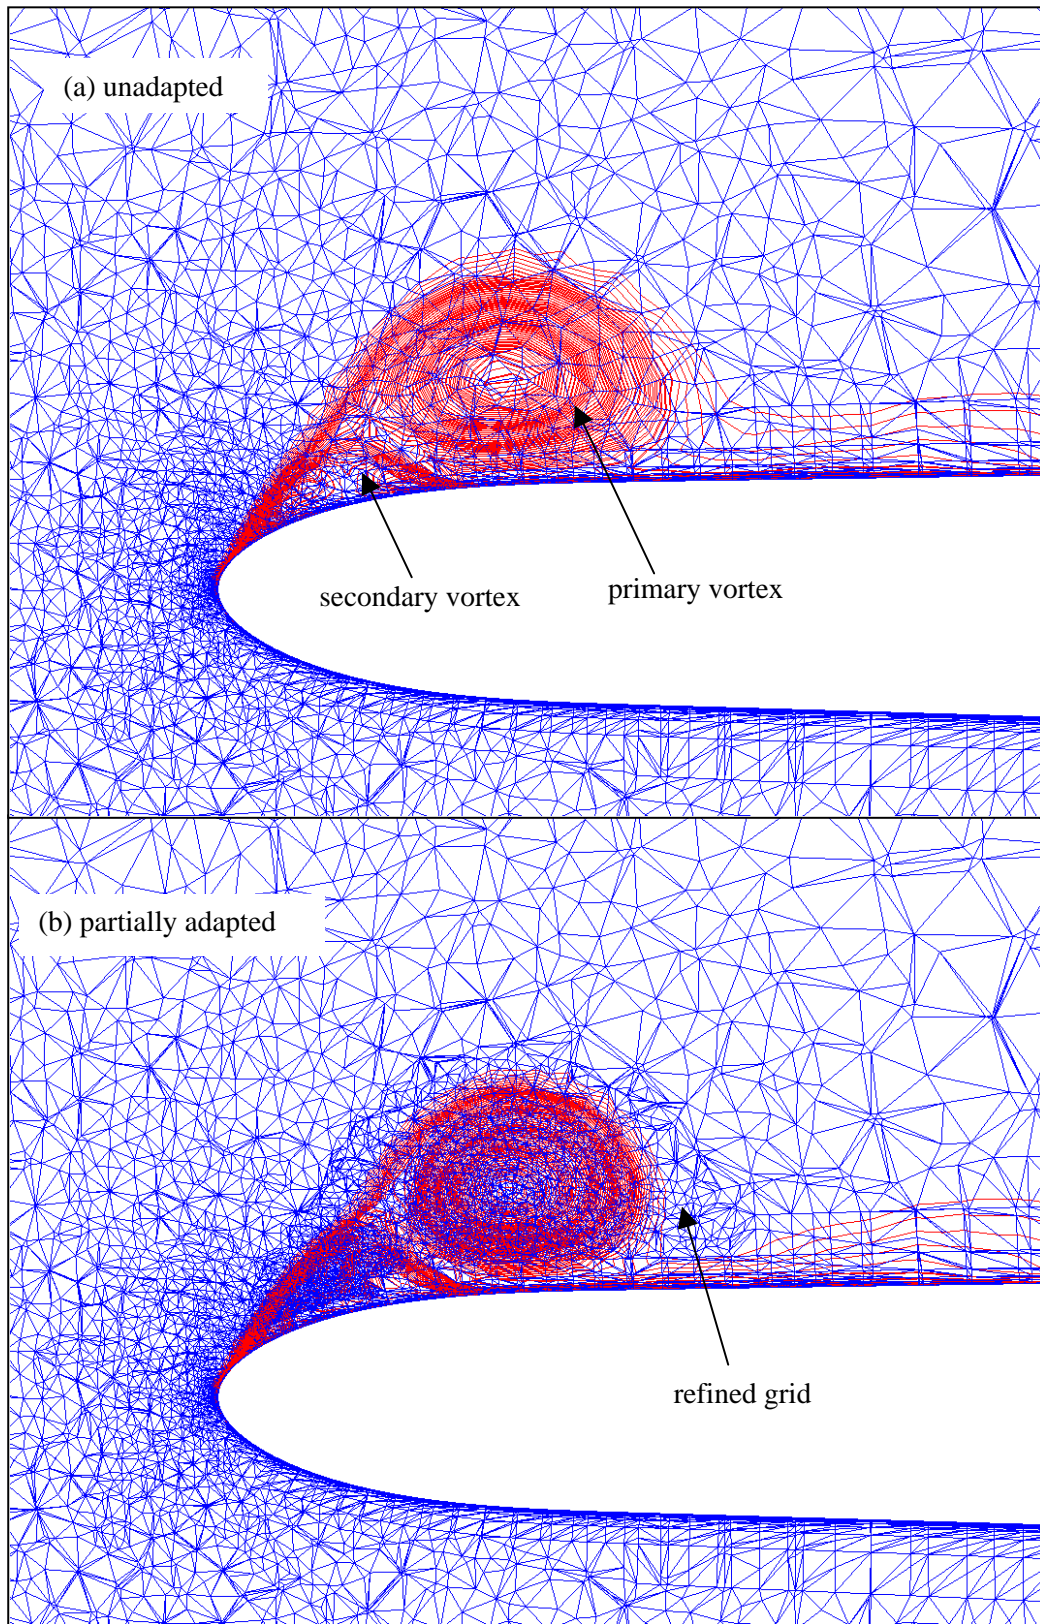 (a) unadapted
secondary vortex
primary vortex
(b) partially adapted
refined grid